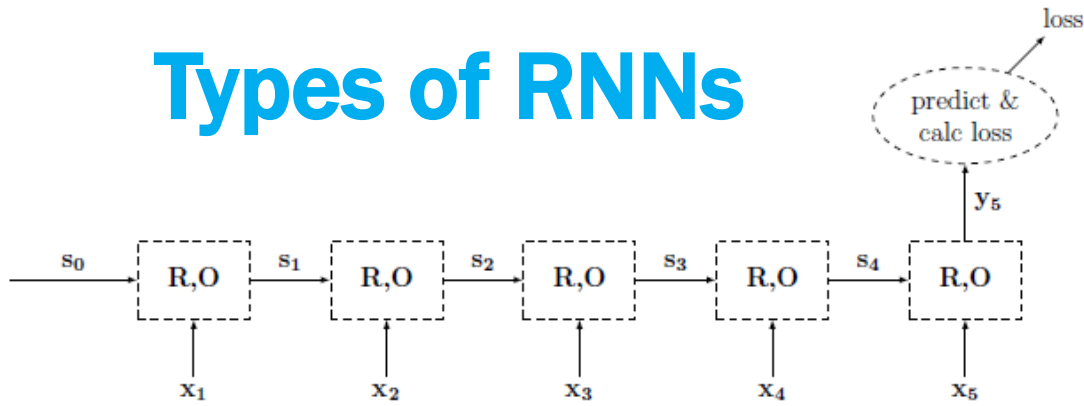 loss
Types of RNNs
predict &
calc loss
y₅
s₀ R,O s₁ R,O s₂ R,O s₃ R,O s₄ R,O
x₁ x₂ x₃ x₄ x₅